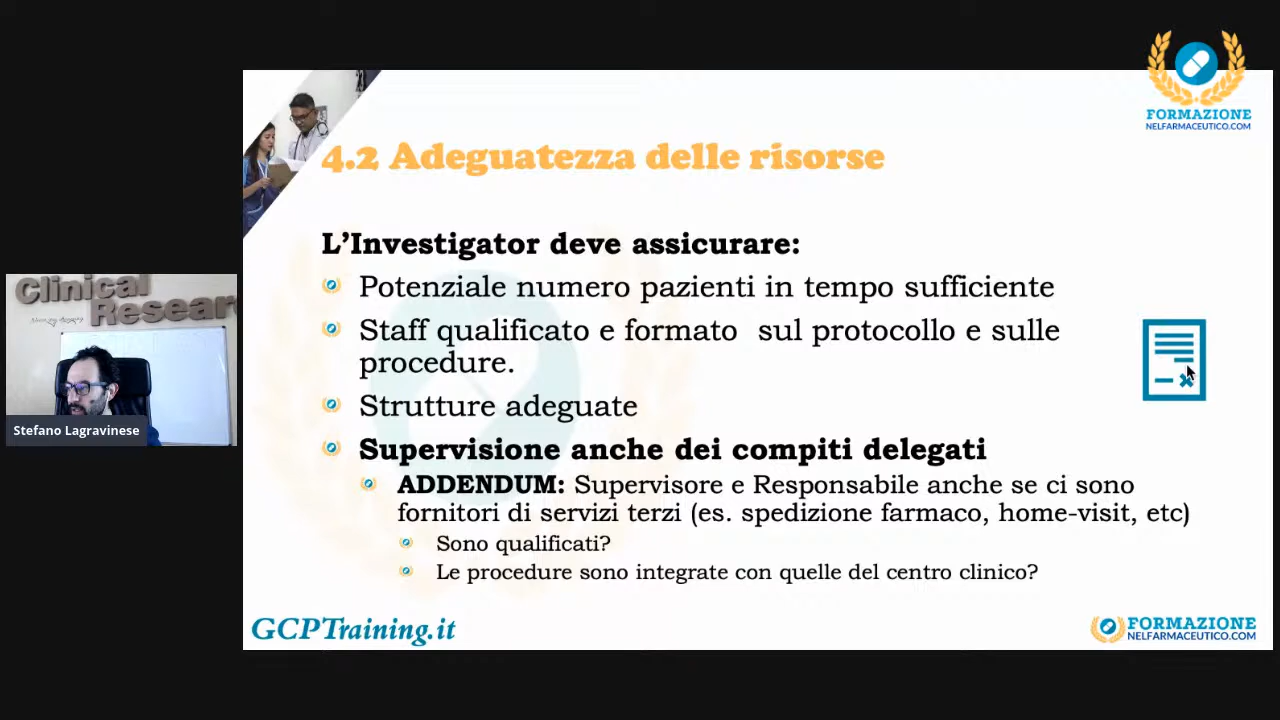 FORMAZIONE
NELFARMACEUTICO.COM
4.2 Adeguatezza delle risorse
L’Investigator deve assicurare:
Potenziale numero pazienti in tempo sufficiente
Staff qualificato e formato sul protocollo e sulle
procedure.
Strutture adeguate
Supervisione anche dei compiti delegati
ADDENDUM: Supervisore e Responsabile anche se ci sono
fornitori di servizi terzi (es. spedizione farmaco, home-visit, etc)
Sono qualificati?
Le procedure sono integrate con quelle del centro clinico?
GCPTraining.it
FORMAZIONE
NELFARMACEUTICO.COM
Clinical
Resear
Stefano Lagravinese